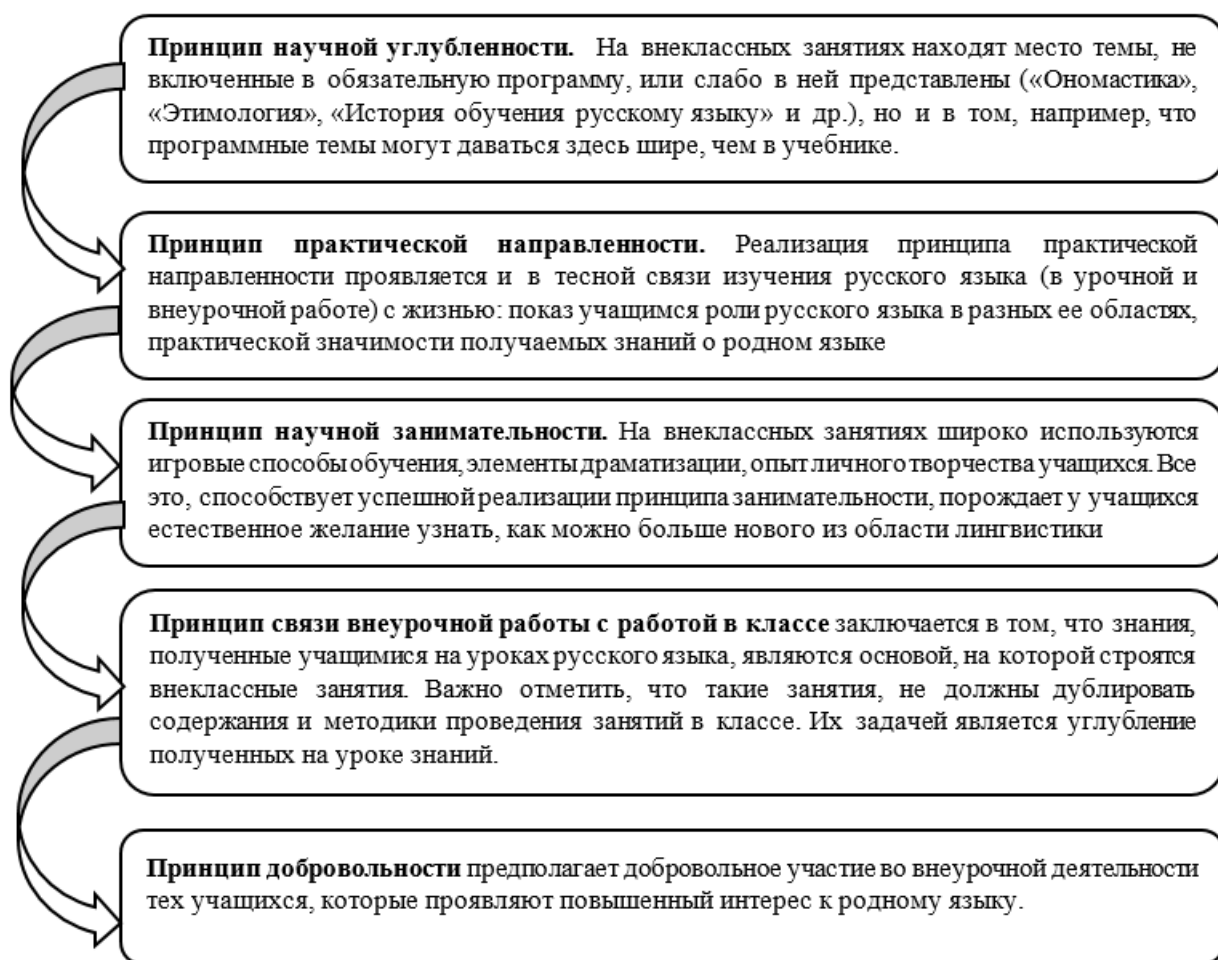 Принцип научной углубленности. На внеклассных занятиях находят место темы, не
включенные в обязательную программу, или слабо в ней представлены («Ономастика»,
«Этимология», «История обучения русскому языку» и др.), но и в том, например, что
программные темы могут даваться здесь шире, чем в учебнике.
Принцип практической направленности. Реализация принципа практической
направленности проявляется и в тесной связи изучения русского языка (в урочной и
внеурочной работе) с жизнью: показ учащимся роли русского языка в разных ее областях,
практической значимости получаемых знаний о родном языке
Принцип научной занимательности. На внеклассных занятиях широко используются
игровые способы обучения, элементы драматизации, опыт личного творчества учащихся. Все
это, способствует успешной реализации принципа занимательности, порождает у учащихся
естественное желание узнать, как можно больше нового из области лингвистики
Принцип связи внеурочной работы с работой в классе заключается в том, что знания,
полученные учащимися на уроках русского языка, являются основой, на которой строятся
внеклассные занятия. Важно отметить, что такие занятия, не должны дублировать
содержания и методики проведения занятий в классе. Их задачей является углубление
полученных на уроке знаний.
Принцип добровольности предполагает добровольное участие во внеурочной деятельности
тех учащихся, которые проявляют повышенный интерес к родному языку.